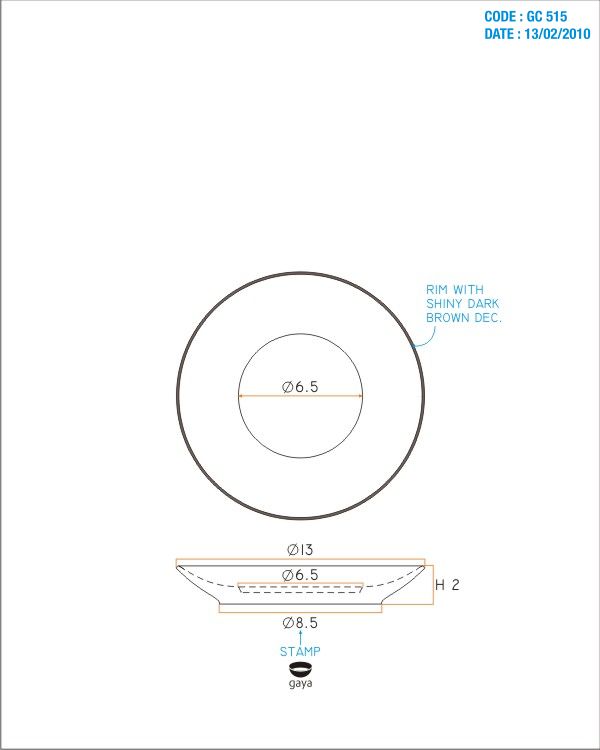 CODE : GC 515
DATE : 13/02/2010
RIM WITH
SHINY DARK
BROWN DEC.
Ø6.5
Ø13
Ø6.5
H 2
Ø8.5
STAMP
gaya